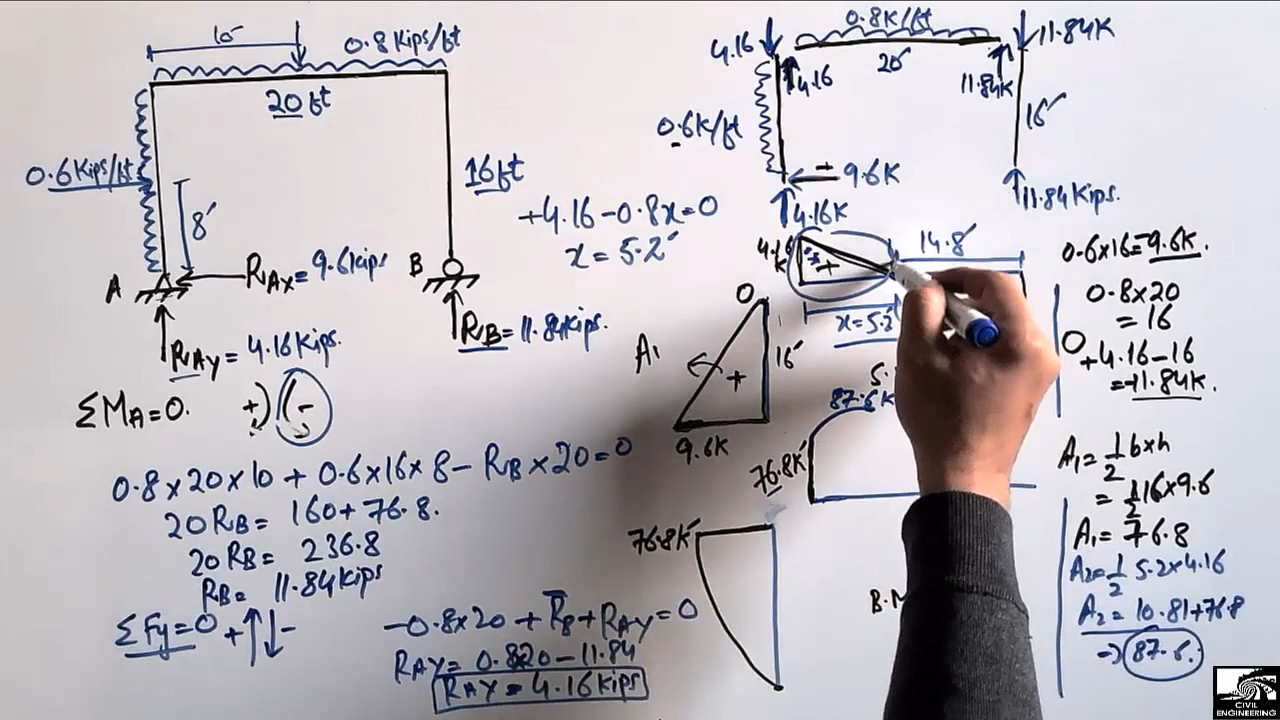 10'
0.8 Kips/ft
20 ft
0.6 Kips/ft
8'
16 ft
A
RAX = 9.6 kips
B
RAY = 4.16 Kips.
RB = 11.84 Kips.
ΣMA = 0. +) (-
0.8 x 20 x 10 + 0.6 x 16 x 8 - RB x 20 = 0
20 RB = 160 + 76.8.
20 RB = 236.8
RB = 11.84 Kips
ΣFy = 0 + ↑↓ -
-0.8 x 20 + RB + RAY = 0
RAY = 0.820 - 11.84
RAY = 4.16 Kips
+4.16 - 0.8x = 0
x = 5.2'
0.8 K/ft
4.16
11.84K
20'
4.16
11.84K
0.6K/ft
16'
9.6K
4.16K
11.84 Kips.
4.16 K
+
14.8'
x = 5.2'
0
A1
+
16'
9.6K
87.6 K
76.8K'
76.8K'
B.M
0.6 x 16 = -9.6K.
0.8 x 20
= 16
+4.16 - 16
= -11.84K.
A1 = 1/2 b x h
= 1/2 16 x 9.6
A1 = 76.8
A2 = 1/2 5.2 x 4.16
A2 = 10.81 + 76.8
⇒ 87.6.
CIVIL
ENGINEERING